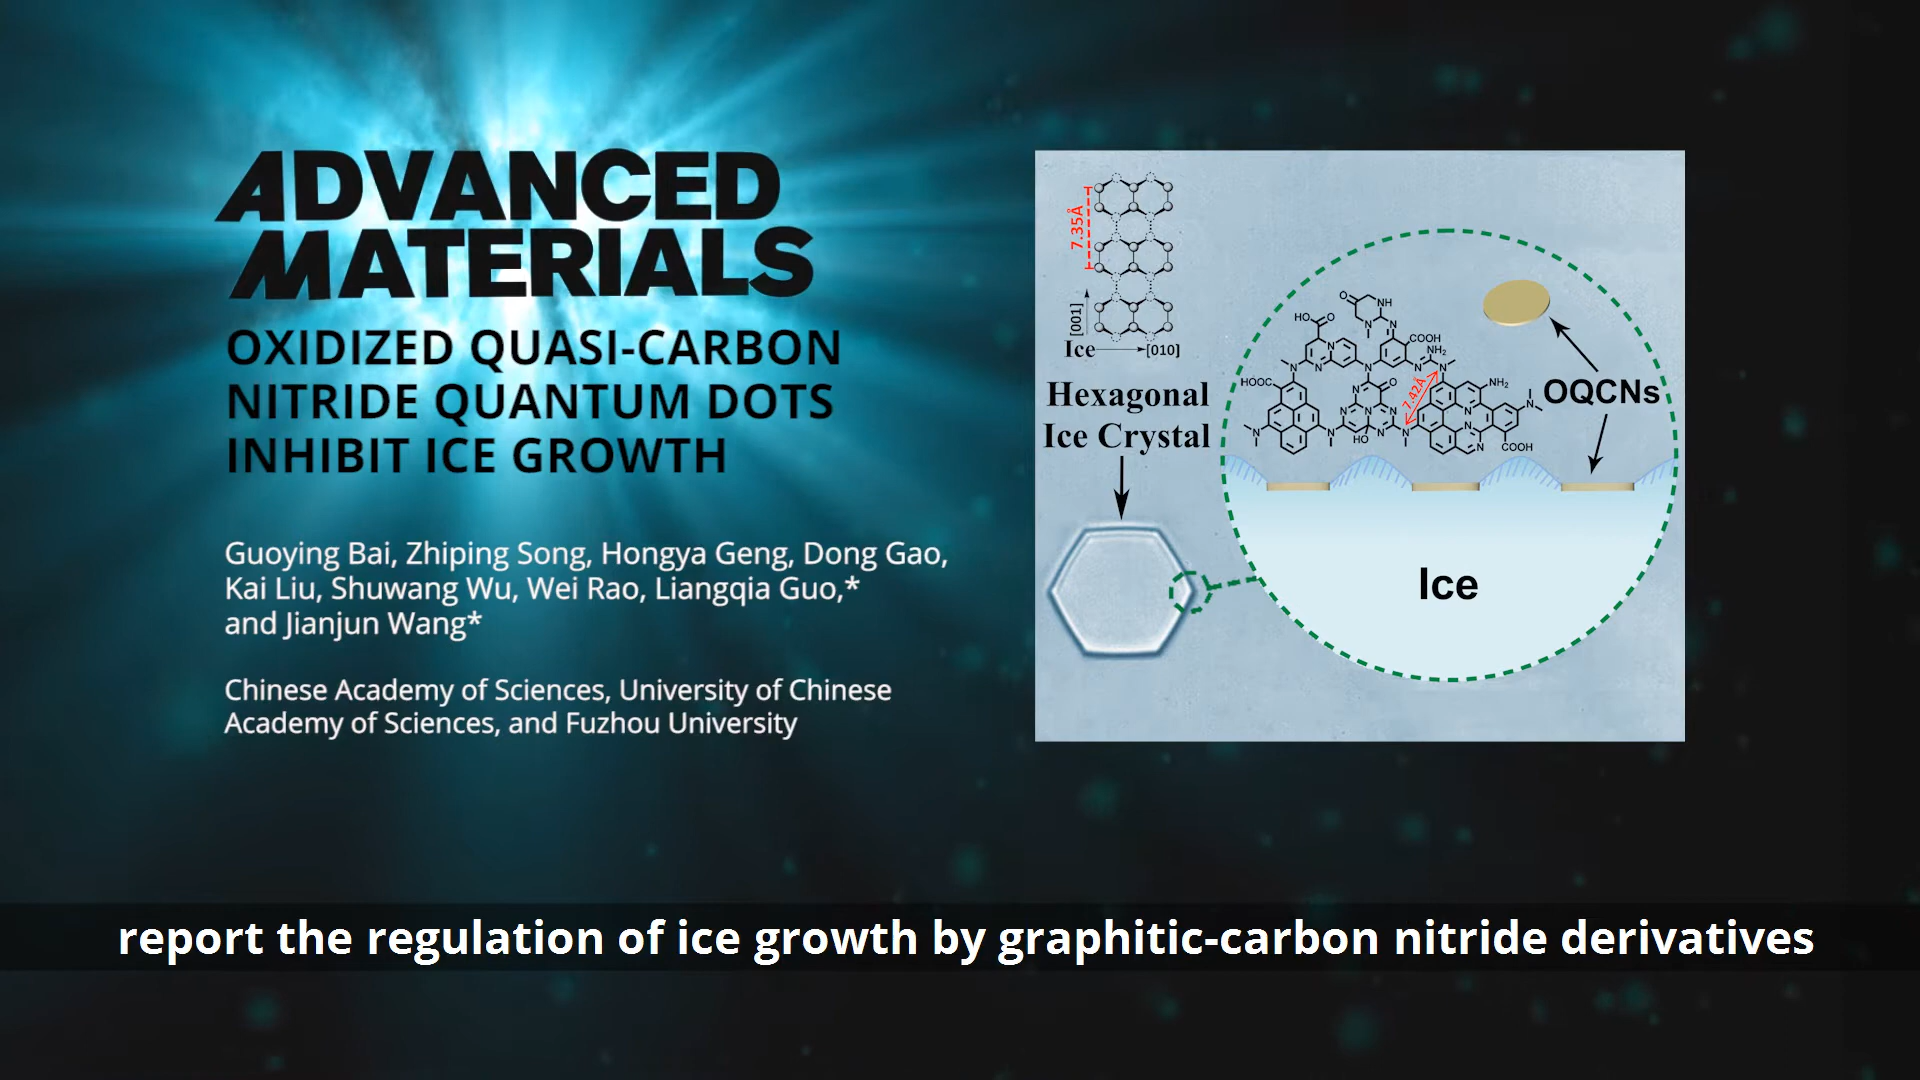 ADVANCED
MATERIALS
OXIDIZED QUASI-CARBON
NITRIDE QUANTUM DOTS
INHIBIT ICE GROWTH
Guoying Bai, Zhiping Song, Hongya Geng, Dong Gao,
Kai Liu, Shuwang Wu, Wei Rao, Liangqia Guo,*
and Jianjun Wang*
Chinese Academy of Sciences, University of Chinese
Academy of Sciences, and Fuzhou University
7.35Å
[001]
Ice
[010]
Hexagonal
Ice Crystal
O
NH
N
N
HO
O
COOH
NH₂
N
N
N
N
N
N
HOOC
O
7.42Å
NH₂
OQCNs
N
N
N
N
N
N
N
N
N
N
HO
N
N
N
COOH
Ice
report the regulation of ice growth by graphitic-carbon nitride derivatives